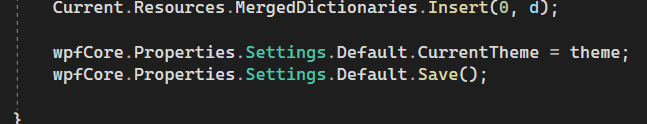 Current.Resources.MergedDictionaries.Insert(0, d);
wpfCore.Properties.Settings.Default.CurrentTheme = theme;
wpfCore.Properties.Settings.Default.Save();
}